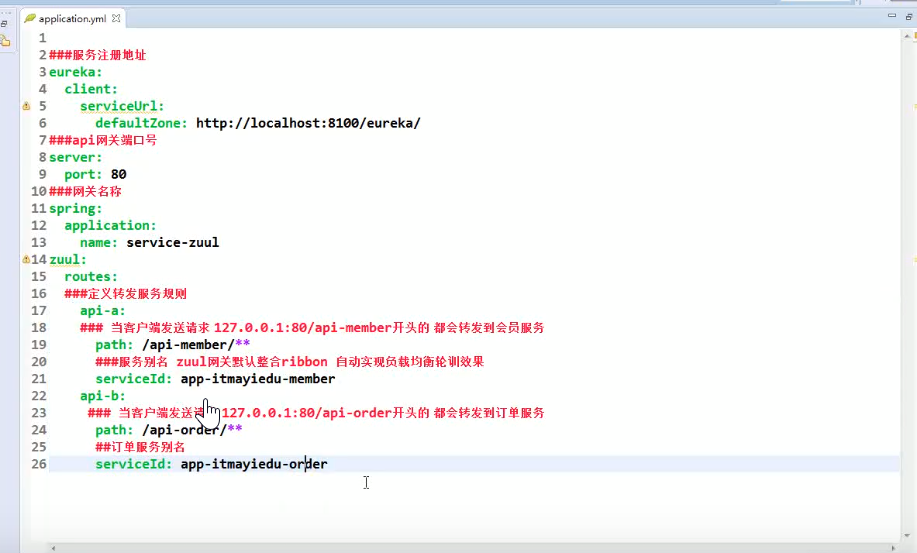 application.yml
1
2 ###服务注册地址
3 eureka:
4 client:
5 serviceUrl:
6 defaultZone: http://localhost:8100/eureka/
7 ###api网关端口号
8 server:
9 port: 80
10 ###网关名称
11 spring:
12 application:
13 name: service-zuul
14 zuul:
15 routes:
16 ###定义转发服务规则
17 api-a:
18 ### 当客户端发送请求 127.0.0.1:80/api-member开头的 都会转发到会员服务
19 path: /api-member/**
20 ###服务别名 zuul网关默认整合ribbon 自动实现负载均衡轮训效果
21 serviceId: app-itmayiedu-member
22 api-b:
23 ### 当客户端发送请求 127.0.0.1:80/api-order开头的 都会转发到订单服务
24 path: /api-order/**
25 ##订单服务别名
26 serviceId: app-itmayiedu-order